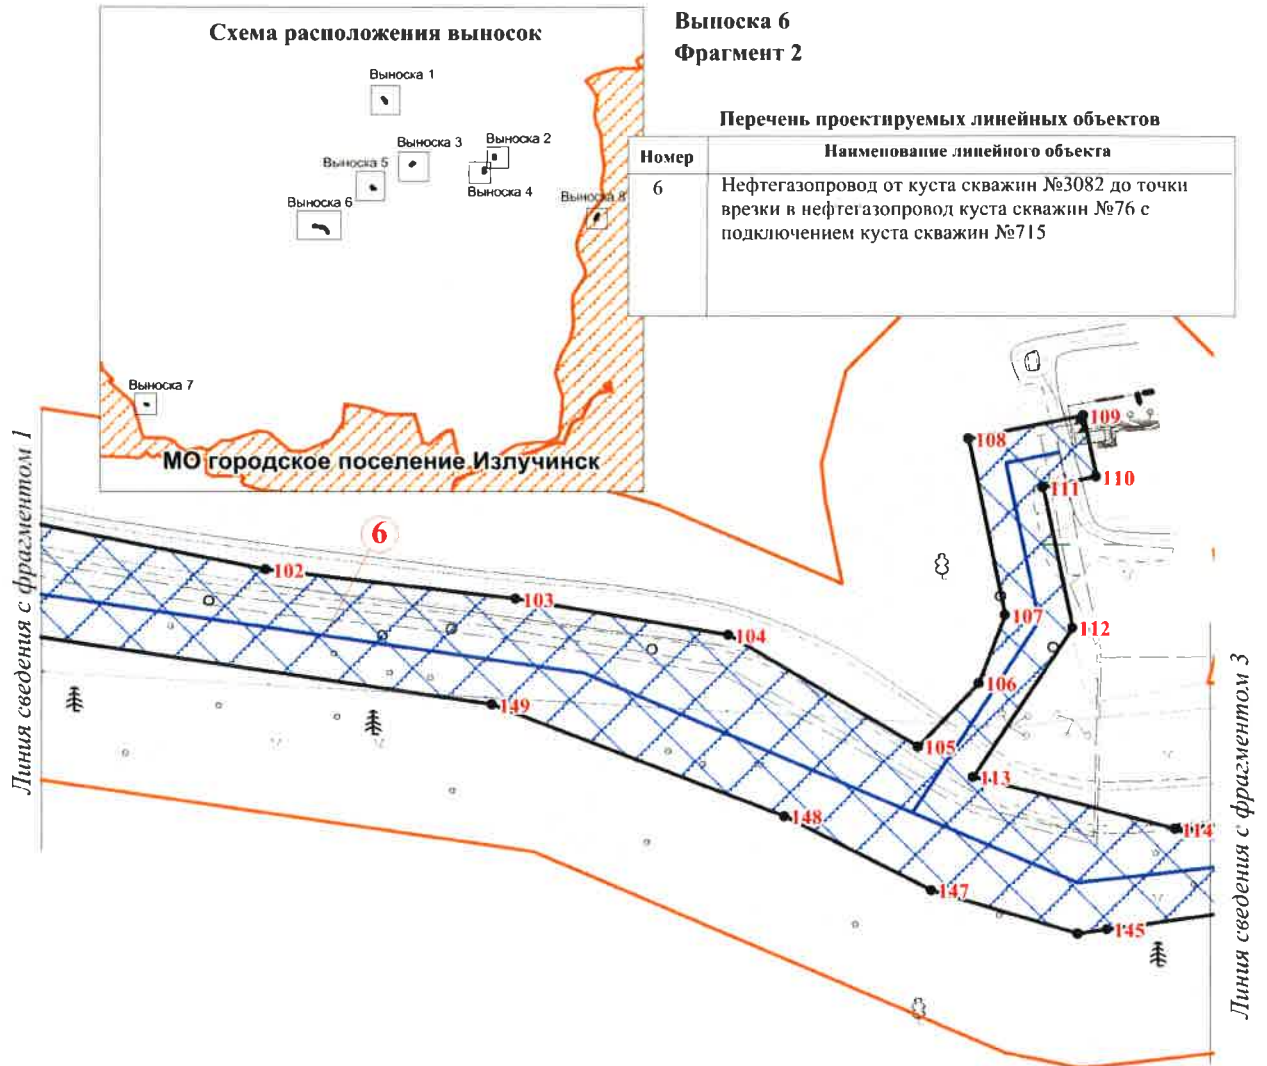 Схема расположения выносок
Выноска 1
Выноска 3
Выноска 2
Выноска 5
Выноска 4
Выноска 6
Выноска 8
Выноска 7
МО городское поселение Излучинск
Выноска 6
Фрагмент 2
Перечень проектируемых линейных объектов
Номер
Наименование линейного объекта
6
Нефтегазопровод от куста скважин №3082 до точки
врезки в нефтегазопровод куста скважин №76 с
подключением куста скважин №715
Линия сведения с фрагментом 1
6
102
103
104
105
106
107
108
109
110
111
112
113
114
145
147
148
149
Линия сведения с фрагментом 3